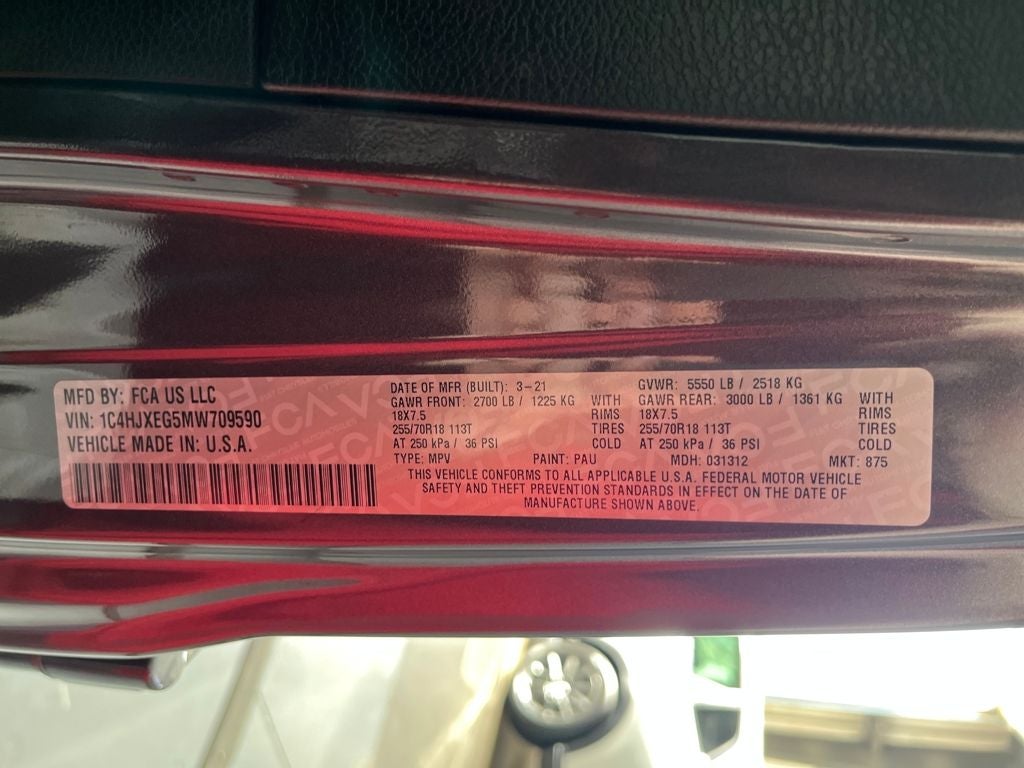 MFD BY: FCA US LLC
VIN: 1C4HJXEG5MW709590
VEHICLE MADE IN: U.S.A.
DATE OF MFR (BUILT): 3-21
GVWR: 5550 LB / 2518 KG
GAWR FRONT: 2700 LB / 1225 KG WITH
18X7.5 RIMS
255/70R18 113T TIRES
AT 250 kPa / 36 PSI COLD
GAWR REAR: 3000 LB / 1361 KG WITH
18X7.5 RIMS
255/70R18 113T TIRES
AT 250 kPa / 36 PSI COLD
TYPE: MPV PAINT: PAU MDH: 031312 MKT: 875
THIS VEHICLE CONFORMS TO ALL APPLICABLE U.S.A. FEDERAL MOTOR VEHICLE
SAFETY AND THEFT PREVENTION STANDARDS IN EFFECT ON THE DATE OF
MANUFACTURE SHOWN ABOVE.